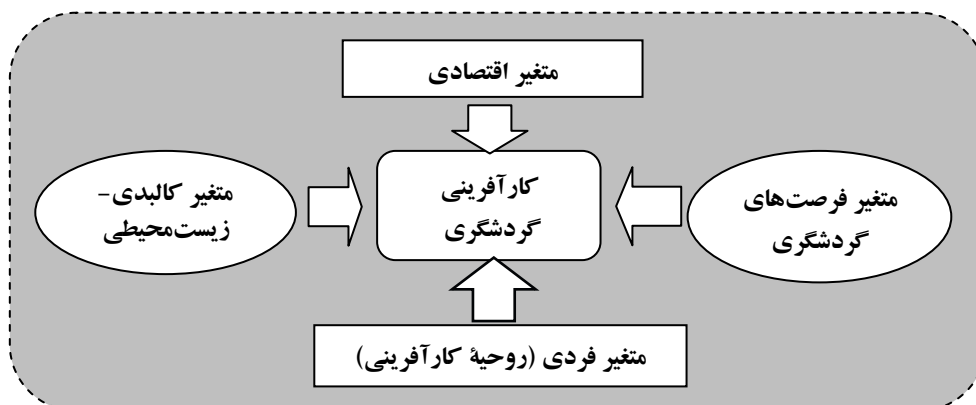 متغیر اقتصادی
متغیر فرصت‌های
گردشگری
کارآفرینی
گردشگری
متغیر کالبدی-
زیست‌محیطی
متغیر فردی (روحیهٔ کارآفرینی)